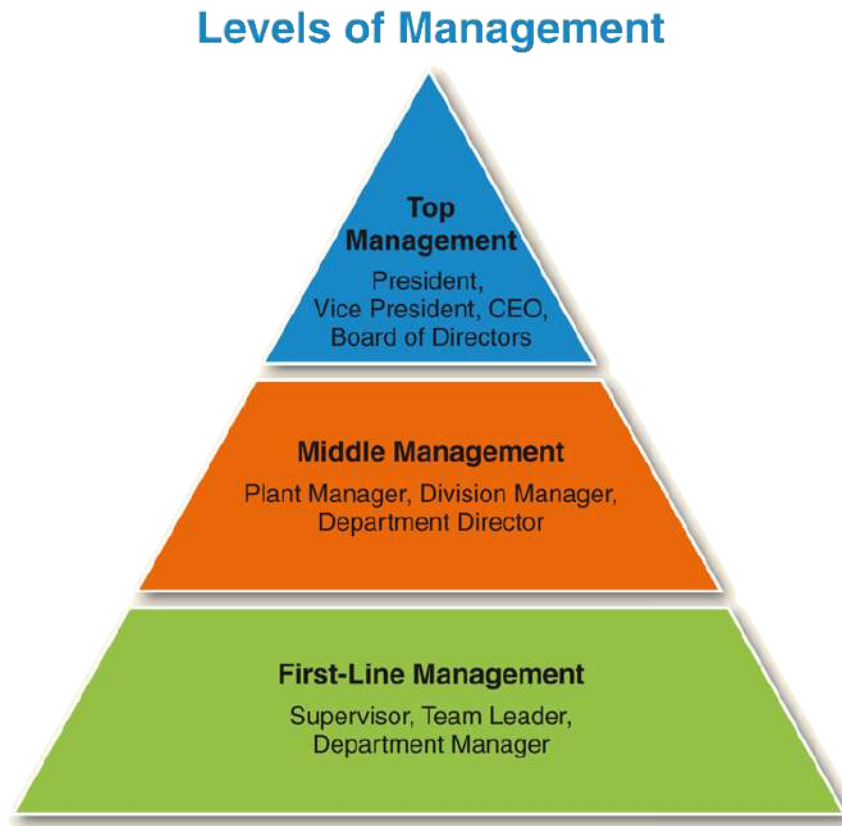 Levels of Management
Top
Management
President,
Vice President, CEO,
Board of Directors
Middle Management
Plant Manager, Division Manager,
Department Director
First-Line Management
Supervisor, Team Leader,
Department Manager